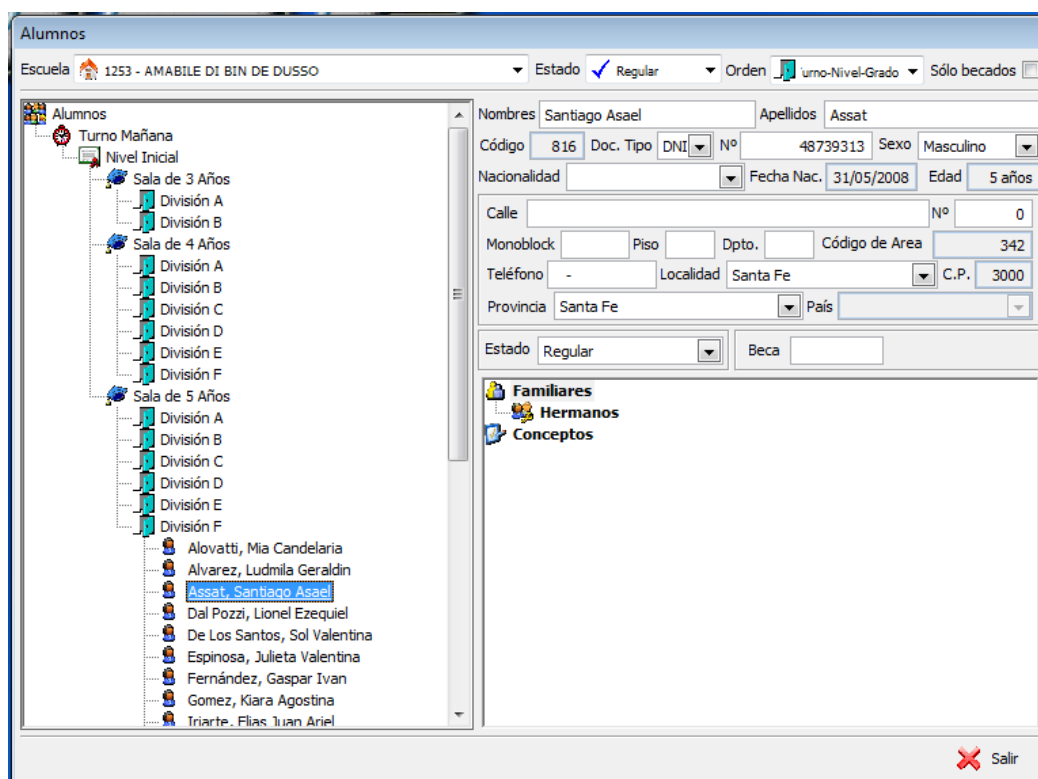 Alumnos
Escuela 1253 - AMABILE DI BIN DE DUSSO Estado Regular Orden urno-Nivel-Grado Sólo becados
Alumnos
Turno Mañana
Nivel Inicial
Sala de 3 Años
División A
División B
Sala de 4 Años
División A
División B
División C
División D
División E
División F
Sala de 5 Años
División A
División B
División C
División D
División E
División F
Alovatti, Mia Candelaria
Alvarez, Ludmila Geraldin
Assat, Santiago Asael
Dal Pozzi, Lionel Ezequiel
De Los Santos, Sol Valentina
Espinosa, Julieta Valentina
Fernández, Gaspar Ivan
Gomez, Kiara Agostina
Iriarte, Elias Juan Ariel
Nombres Santiago Asael Apellidos Assat
Código 816 Doc. Tipo DNI Nº 48739313 Sexo Masculino
Nacionalidad Fecha Nac. 31/05/2008 Edad 5 años
Calle Nº 0
Monoblock Piso Dpto. Código de Area 342
Teléfono - Localidad Santa Fe C.P. 3000
Provincia Santa Fe País
Estado Regular Beca
Familiares
Hermanos
Conceptos
Salir